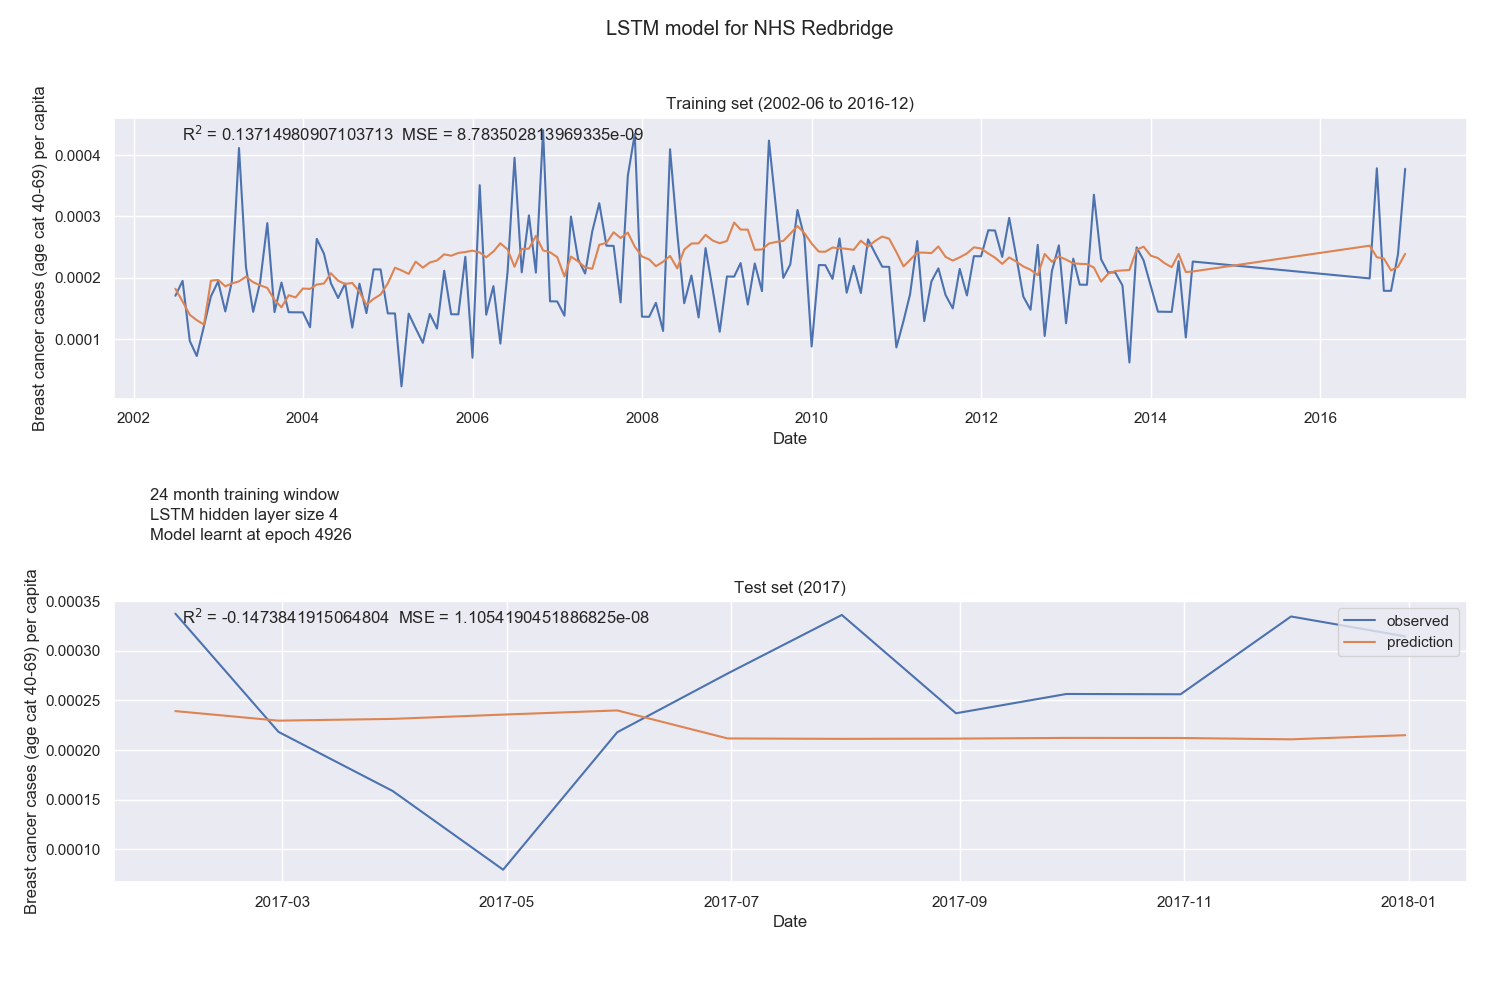 LSTM model for NHS Redbridge
Training set (2002-06 to 2016-12)
R² = 0.13714980907103713 MSE = 8.783502813969335e-09
Breast cancer cases (age cat 40-69) per capita
0.0004
0.0003
0.0002
0.0001
2002 2004 2006 2008 2010 2012 2014 2016
Date
24 month training window
LSTM hidden layer size 4
Model learnt at epoch 4926
Test set (2017)
R² = -0.1473841915064804 MSE = 1.1054190451886825e-08
observed
prediction
Breast cancer cases (age cat 40-69) per capita
0.00035
0.00030
0.00025
0.00020
0.00015
0.00010
2017-03 2017-05 2017-07 2017-09 2017-11 2018-01
Date